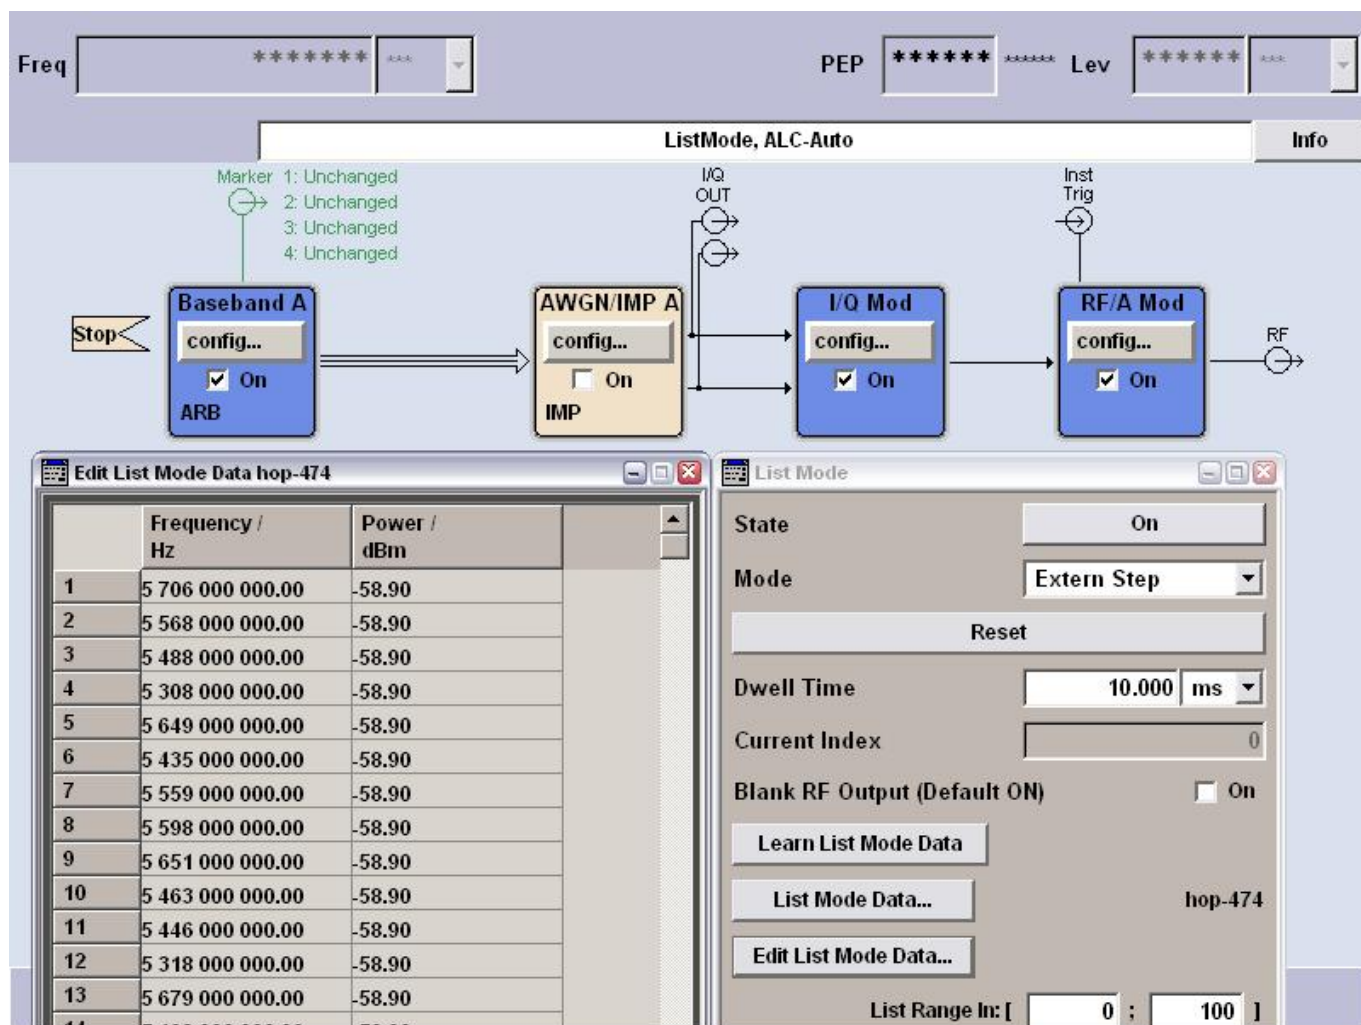 Freq ******* *** PEP ****** ****** Lev ****** ***
ListMode, ALC-Auto Info
Marker 1: Unchanged
2: Unchanged
3: Unchanged
4: Unchanged
I/Q
OUT
Inst
Trig
Stop
Baseband A
config...
On
ARB
AWGN/IMP A
config...
On
IMP
I/Q Mod
config...
On
RF/A Mod
config...
On
RF
Edit List Mode Data hop-474
Frequency / Hz Power / dBm
1 5 706 000 000.00 -58.90
2 5 568 000 000.00 -58.90
3 5 488 000 000.00 -58.90
4 5 308 000 000.00 -58.90
5 5 649 000 000.00 -58.90
6 5 435 000 000.00 -58.90
7 5 559 000 000.00 -58.90
8 5 598 000 000.00 -58.90
9 5 651 000 000.00 -58.90
10 5 463 000 000.00 -58.90
11 5 446 000 000.00 -58.90
12 5 318 000 000.00 -58.90
13 5 679 000 000.00 -58.90
List Mode
State On
Mode Extern Step
Reset
Dwell Time 10.000 ms
Current Index 0
Blank RF Output (Default ON) On
Learn List Mode Data
List Mode Data... hop-474
Edit List Mode Data...
List Range In: [ 0 ; 100 ]